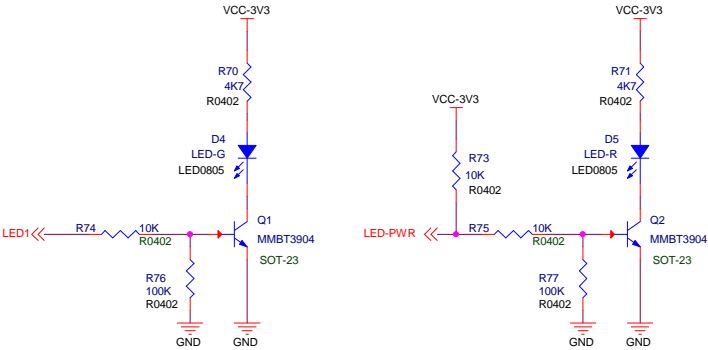 VCC-3V3
R70
4K7
R0402
D4
LED-G
LED0805
LED1
R74
10K
R0402
Q1
MMBT3904
SOT-23
R76
100K
R0402
GND
GND
VCC-3V3
R71
4K7
R0402
VCC-3V3
R73
10K
R0402
D5
LED-R
LED0805
LED-PWR
R75
10K
R0402
Q2
MMBT3904
SOT-23
R77
100K
R0402
GND
GND